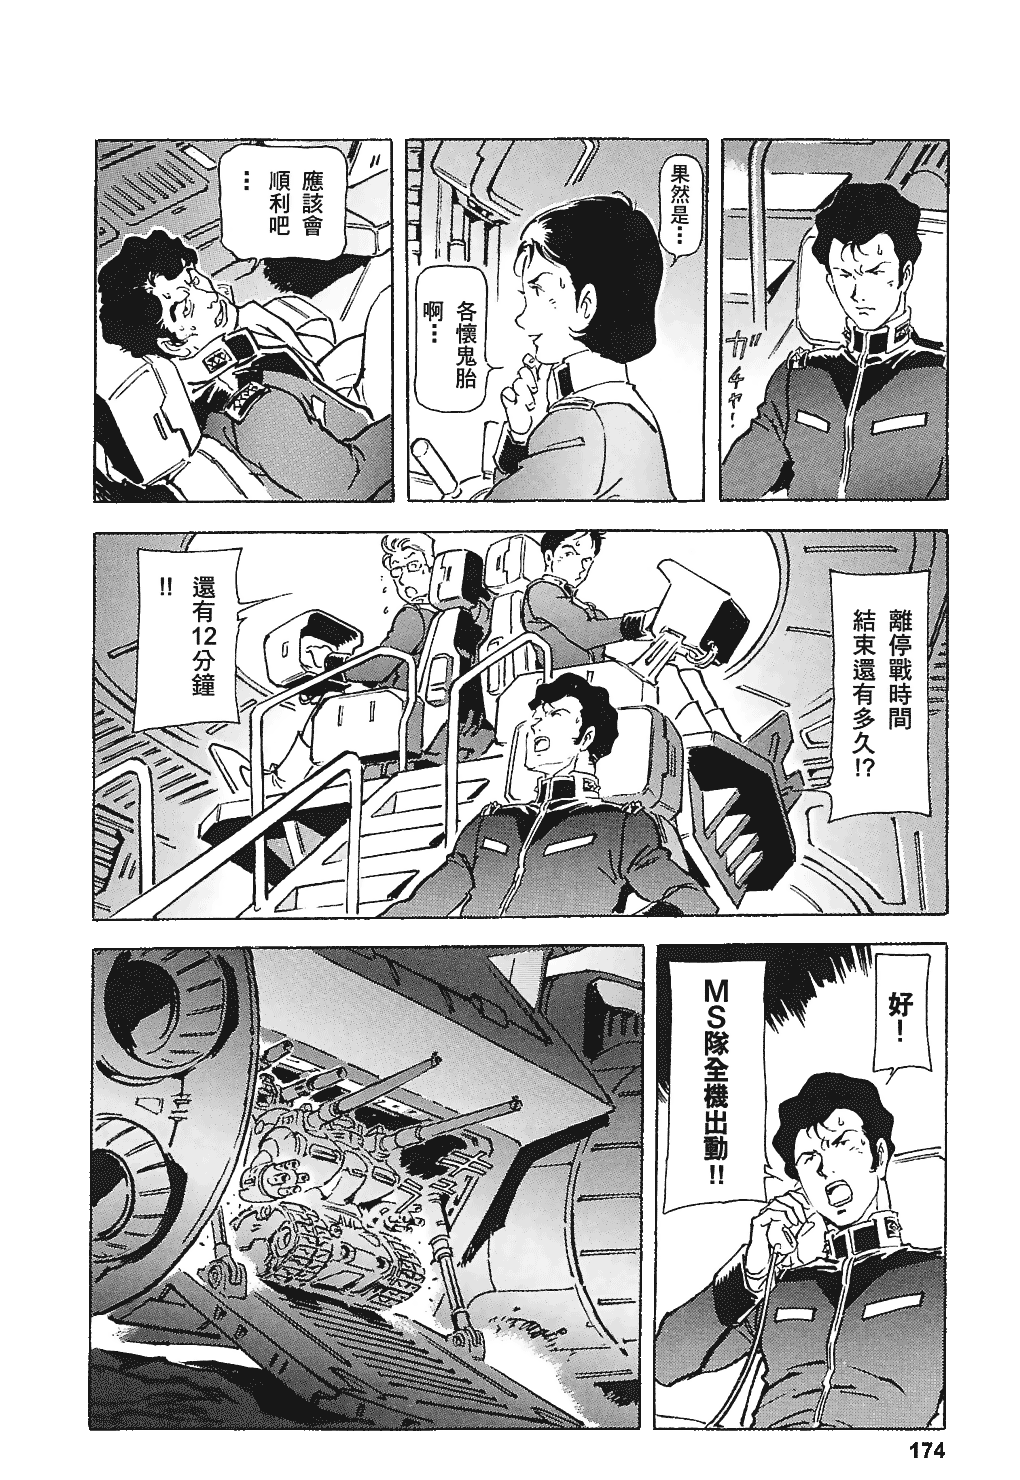 ガチャ!
果然是…
各懷鬼胎
啊…
應該會
順利吧
…
離停戰時間
結束還有多久!?
還有12分鐘
!!
好!
MS隊全機出動!!
174